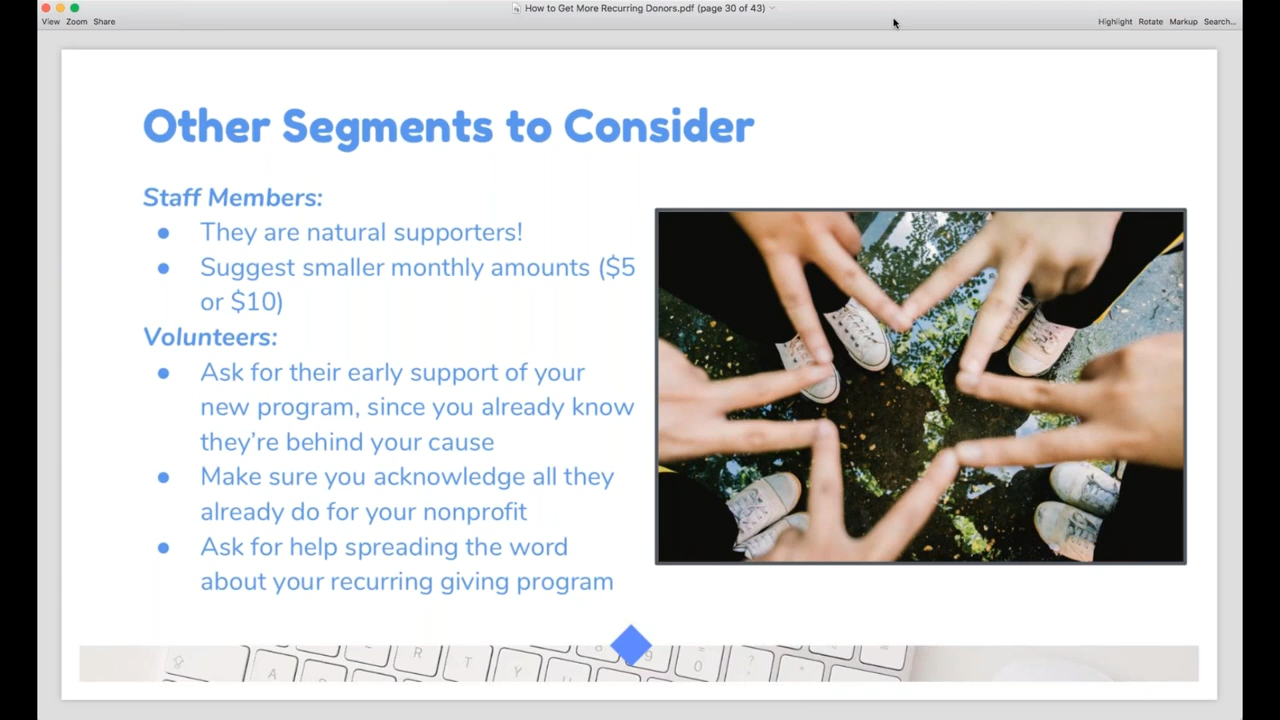 How to Get More Recurring Donors.pdf (page 30 of 43)
View Zoom Share
Highlight Rotate Markup Search...
Other Segments to Consider
Staff Members:
● They are natural supporters!
● Suggest smaller monthly amounts ($5
or $10)
Volunteers:
● Ask for their early support of your
new program, since you already know
they're behind your cause
● Make sure you acknowledge all they
already do for your nonprofit
● Ask for help spreading the word
about your recurring giving program
A R T Y 8 9 0 ?